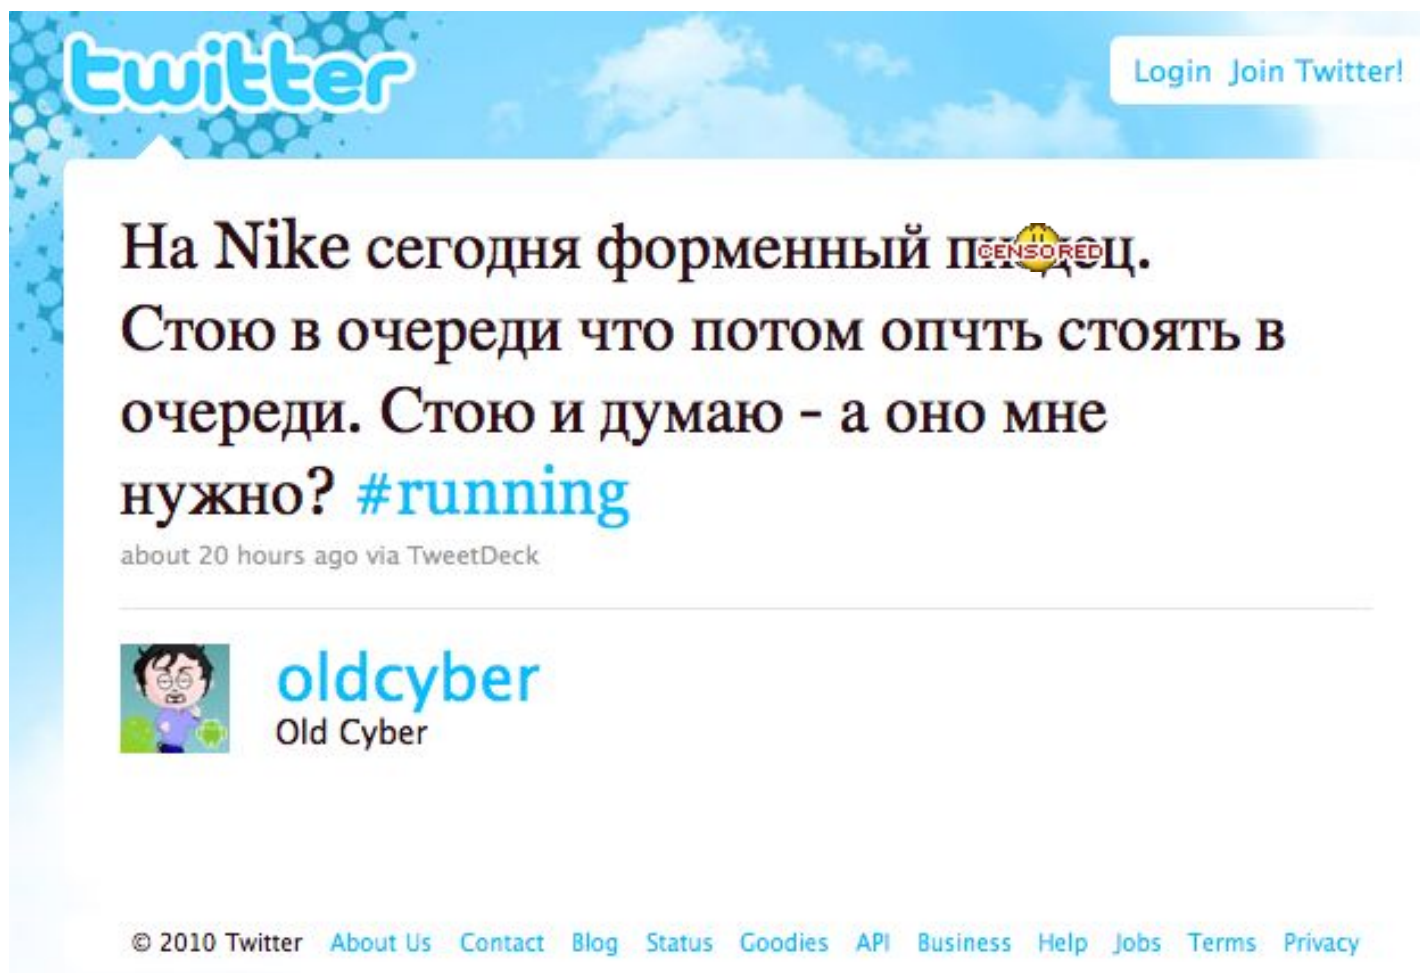 twitter
Login Join Twitter!
На Nike сегодня форменный CENSORED
Стою в очереди что потом опчть стоять в
очереди. Стою и думаю - а оно мне
нужно? #running
about 20 hours ago via TweetDeck
oldcyber
Old Cyber
© 2010 Twitter About Us Contact Blog Status Goodies API Business Help Jobs Terms Privacy